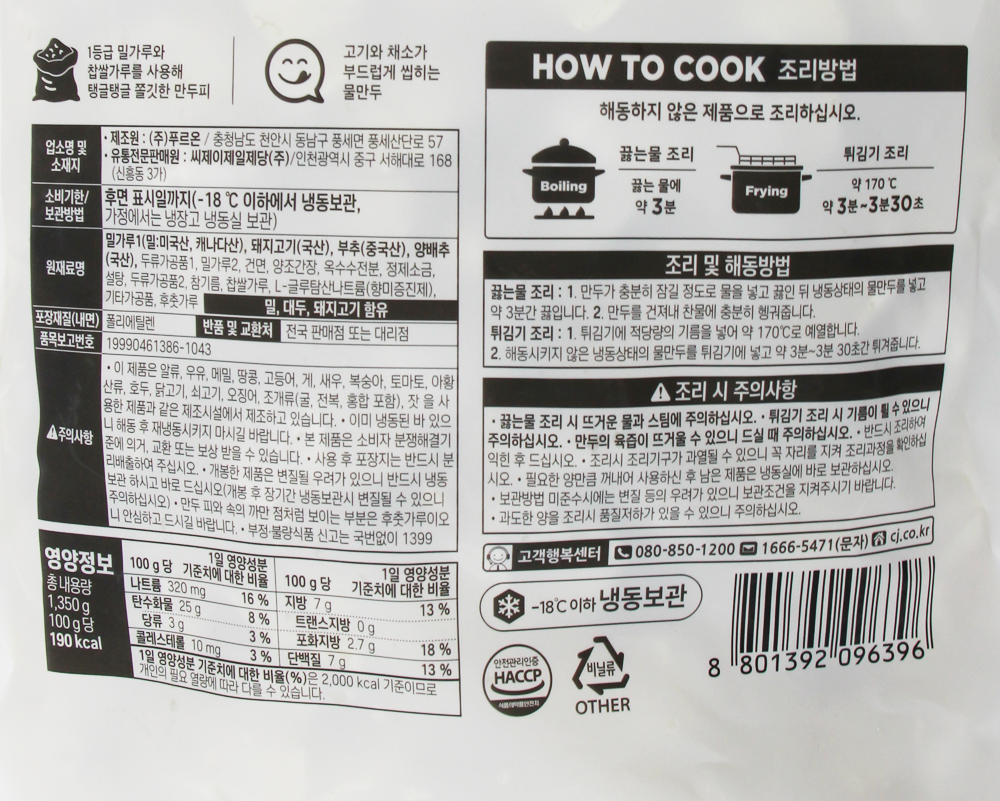 1등급 밀가루와
찹쌀가루를 사용해
탱글탱글 쫄깃한 만두피
고기와 채소가
부드럽게 씹히는
물만두
업소명 및
소재지
• 제조원 : (주)푸르온 / 충청남도 천안시 동남구 풍세면 풍세산단로 57
• 유통전문판매원 : 씨제이제일제당(주)/인천광역시 중구 서해대로 168
(신흥동 3가)
소비기한/
보관방법
후면 표시일까지(-18 ℃ 이하에서 냉동보관,
가정에서는 냉장고 냉동실 보관)
원재료명
밀가루1(밀:미국산, 캐나다산), 돼지고기(국산), 부추(중국산), 양배추
(국산), 두류가공품1, 밀가루2, 건면, 양조간장, 옥수수전분, 정제소금,
설탕, 두류가공품2, 참기름, 찹쌀가루, L-글루탐산나트륨(향미증진제),
기타가공품, 후춧가루
밀, 대두, 돼지고기 함유
포장재질(내면)
폴리에틸렌
반품 및 교환처
전국 판매점 또는 대리점
품목보고번호
19990461386-1043
주의사항
• 이 제품은 알류, 우유, 메밀, 땅콩, 고등어, 게, 새우, 복숭아, 토마토, 아황
산류, 호두, 닭고기, 쇠고기, 오징어, 조개류(굴, 전복, 홍합 포함), 잣 을 사
용한 제품과 같은 제조시설에서 제조하고 있습니다. • 이미 냉동된 바 있으
니 해동 후 재냉동시키지 마시길 바랍니다. • 본 제품은 소비자 분쟁해결기
준에 의거, 교환 또는 보상 받을 수 있습니다. • 사용 후 포장지는 반드시 분
리배출하여 주십시오. • 개봉한 제품은 변질될 우려가 있으니 반드시 냉동
보관 하시고 바로 드십시오(개봉 후 장기간 냉동보관시 변질될 수 있으니
주의하십시오) • 만두 피와 속의 까만 점처럼 보이는 부분은 후춧가루이오
니 안심하고 드시길 바랍니다. • 부정·불량식품 신고는 국번없이 1399
영양정보
총 내용량
1,350 g
100 g당
190 kcal
100 g 당 1일 영양성분 기준치에 대한 비율
나트륨 320 mg 16 %
탄수화물 25 g 8 %
당류 3 g 3 %
콜레스테롤 10 mg 3 %
100 g 당 1일 영양성분 기준치에 대한 비율
지방 7 g 13 %
트랜스지방 0 g
포화지방 2.7 g 18 %
단백질 7 g 13 %
1일 영양성분 기준치에 대한 비율(%)은 2,000 kcal 기준이므로
개인의 필요 열량에 따라 다를 수 있습니다.
HOW TO COOK 조리방법
해동하지 않은 제품으로 조리하십시오.
Boiling
끓는물 조리
끓는 물에
약 3분
Frying
튀김기 조리
약 170 ℃
약 3분~3분30초
조리 및 해동방법
끓는물 조리 : 1. 만두가 충분히 잠길 정도로 물을 넣고 끓인 뒤 냉동상태의 물만두를 넣고
약 3분간 끓입니다. 2. 만두를 건져내 찬물에 충분히 헹궈줍니다.
튀김기 조리 : 1. 튀김기에 적당량의 기름을 넣어 약 170℃로 예열합니다.
2. 해동시키지 않은 냉동상태의 물만두를 튀김기에 넣고 약 3분~3분 30초간 튀겨줍니다.
조리 시 주의사항
• 끓는물 조리 시 뜨거운 물과 스팀에 주의하십시오. • 튀김기 조리 시 기름이 튈 수 있으니
주의하십시오. • 만두의 육즙이 뜨거울 수 있으니 드실 때 주의하십시오. • 반드시 조리하여
익힌 후 드십시오. • 조리시 조리기구가 과열될 수 있으니 꼭 자리를 지켜 조리과정을 확인하십
시오. • 필요한 양만큼 꺼내어 사용하신 후 남은 제품은 냉동실에 바로 보관하십시오.
• 보관방법 미준수시에는 변질 등의 우려가 있으니 보관조건을 지켜주시기 바랍니다.
• 과도한 양을 조리시 품질저하가 있을 수 있으니 주의하십시오.
고객행복센터 080-850-1200 1666-5471(문자) cj.co.kr
-18℃ 이하 냉동보관
안전관리인증
HACCP
식품의약품안전처
비닐류
OTHER
8 801392 096396